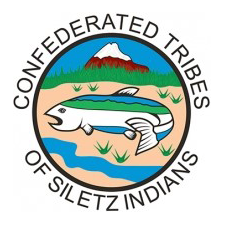 CONFEDERATED TRIBES
OF SILETZ INDIANS